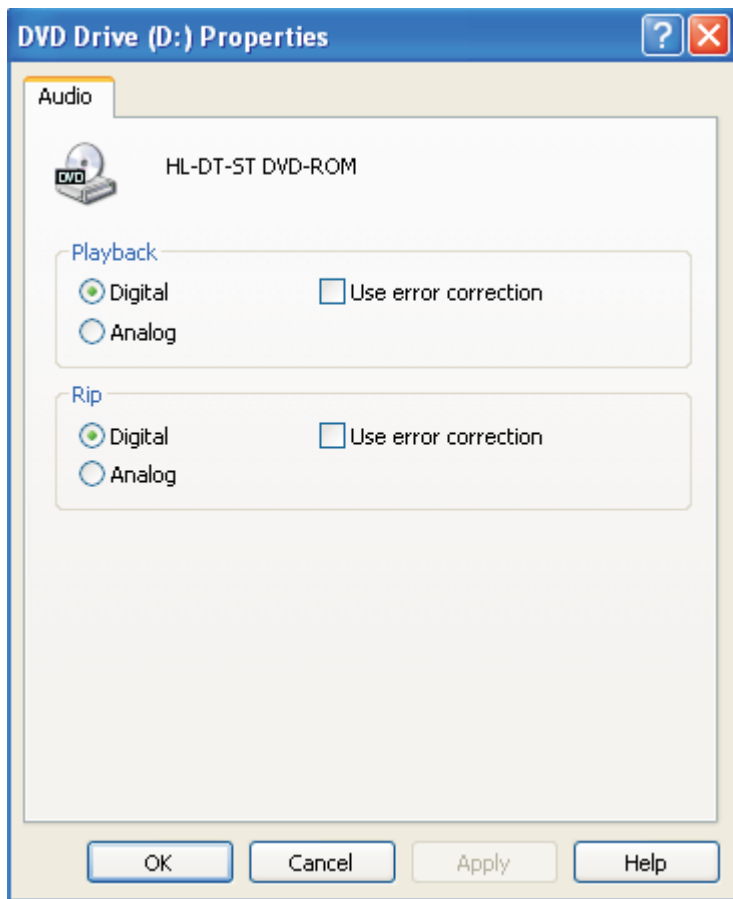 DVD Drive (D:) Properties
Audio
DVD
HL-DT-ST DVD-ROM
Playback
Digital Use error correction
Analog
Rip
Digital Use error correction
Analog
OK Cancel Apply Help